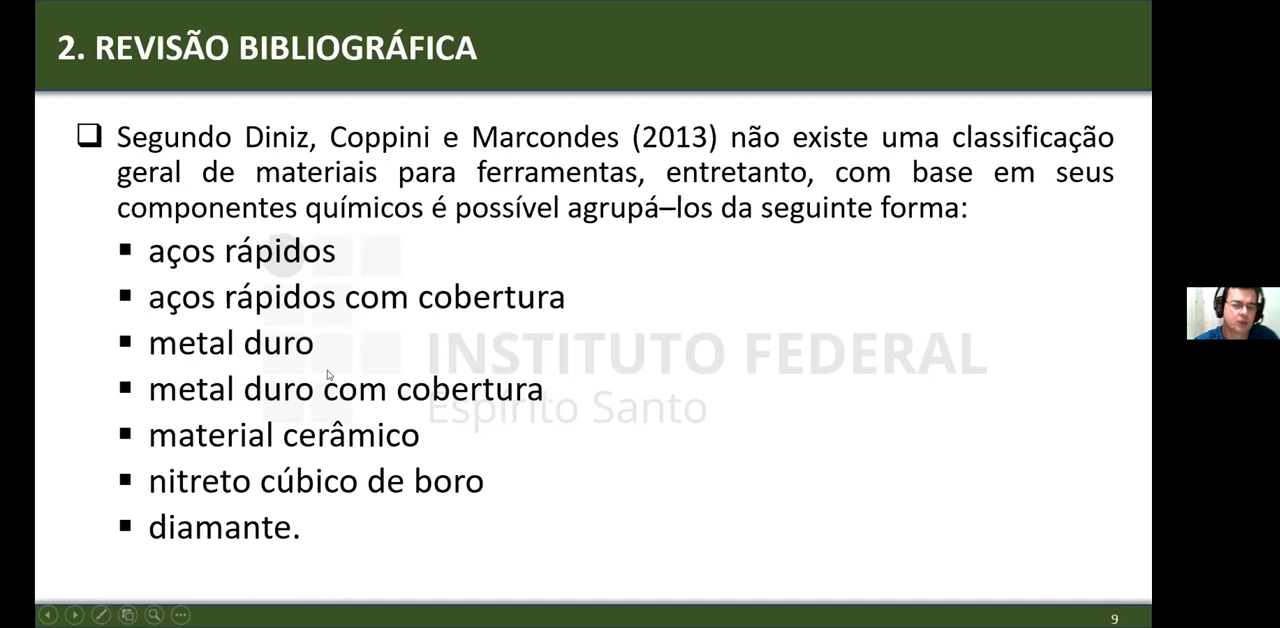 2. REVISÃO BIBLIOGRÁFICA
Segundo Diniz, Coppini e Marcondes (2013) não existe uma classificação
geral de materiais para ferramentas, entretanto, com base em seus
componentes químicos é possível agrupá–los da seguinte forma:
aços rápidos
aços rápidos com cobertura
metal duro
INSTITUTO FEDERAL
metal duro com cobertura
Espírito Santo
material cerâmico
nitreto cúbico de boro
diamante.
9